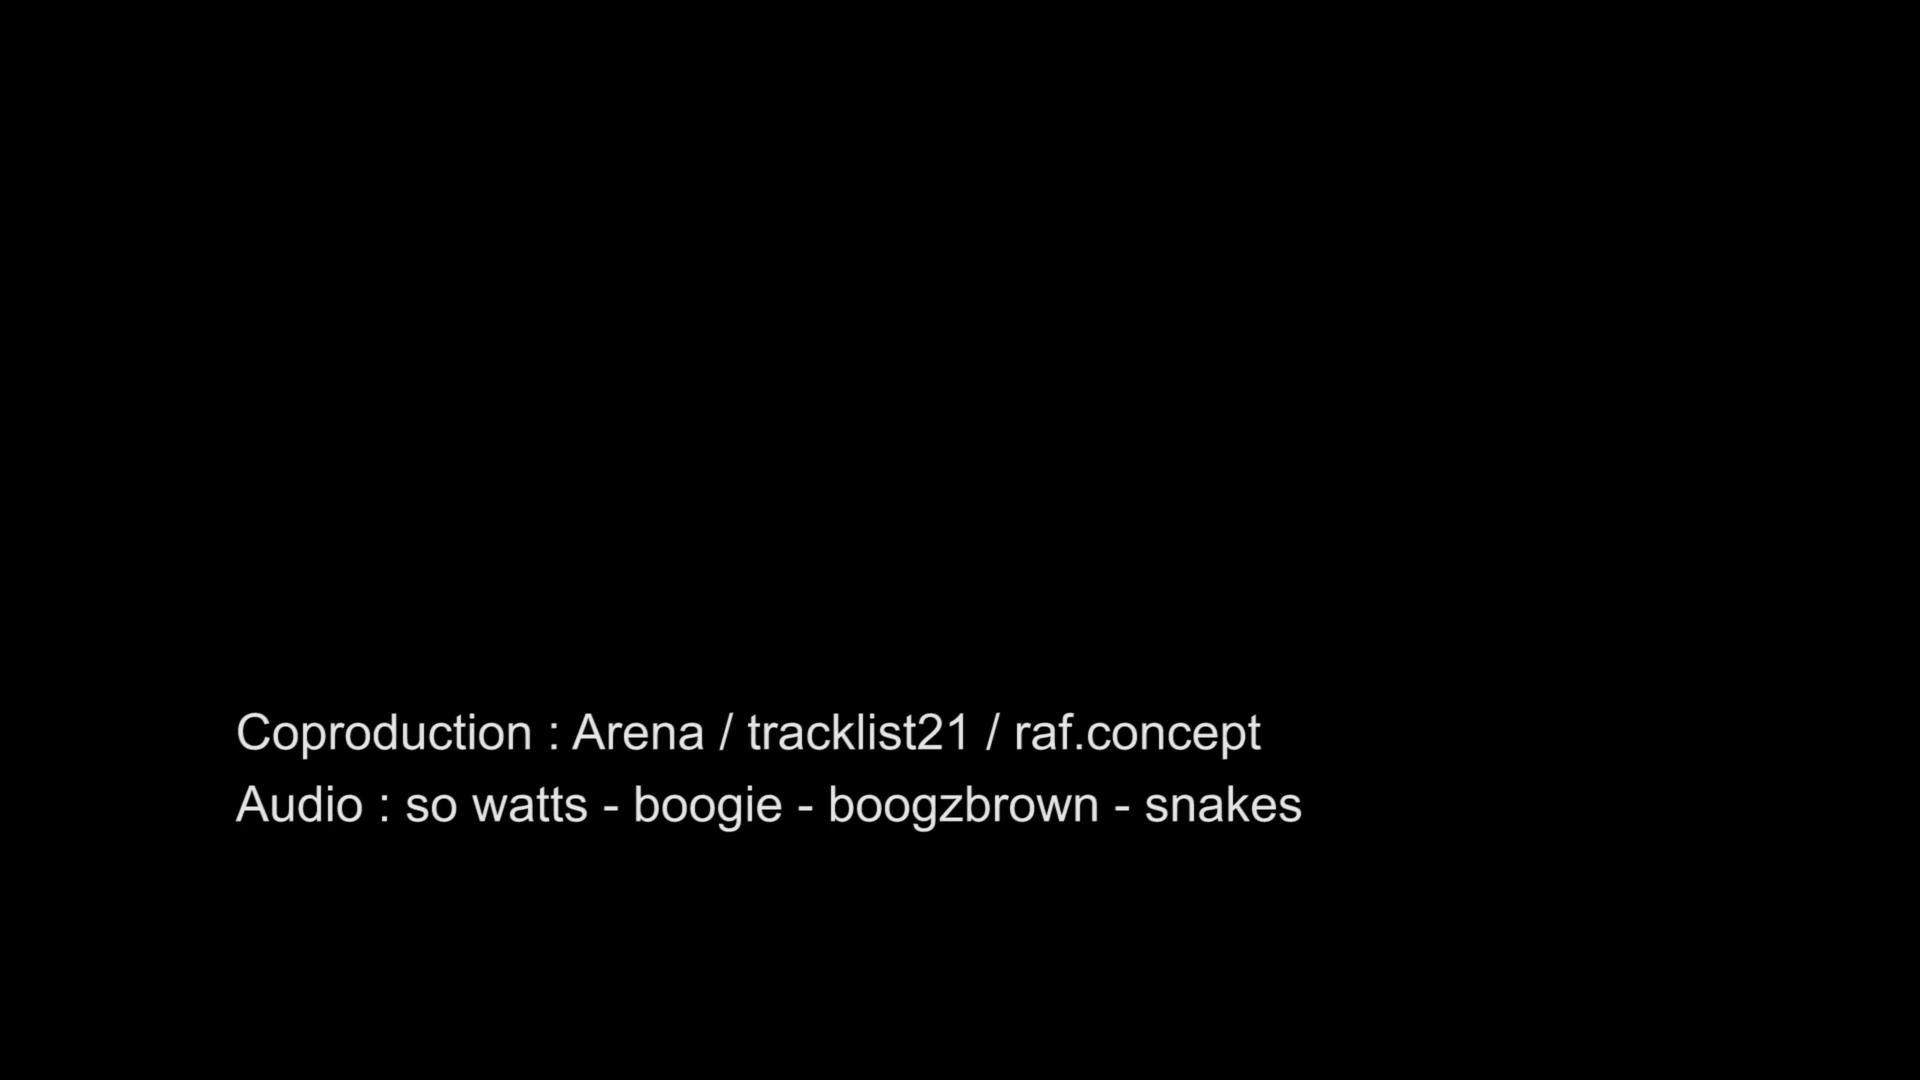 Coproduction : Arena / tracklist21 / raf.concept
Audio : so watts - boogie - boogzbrown - snakes